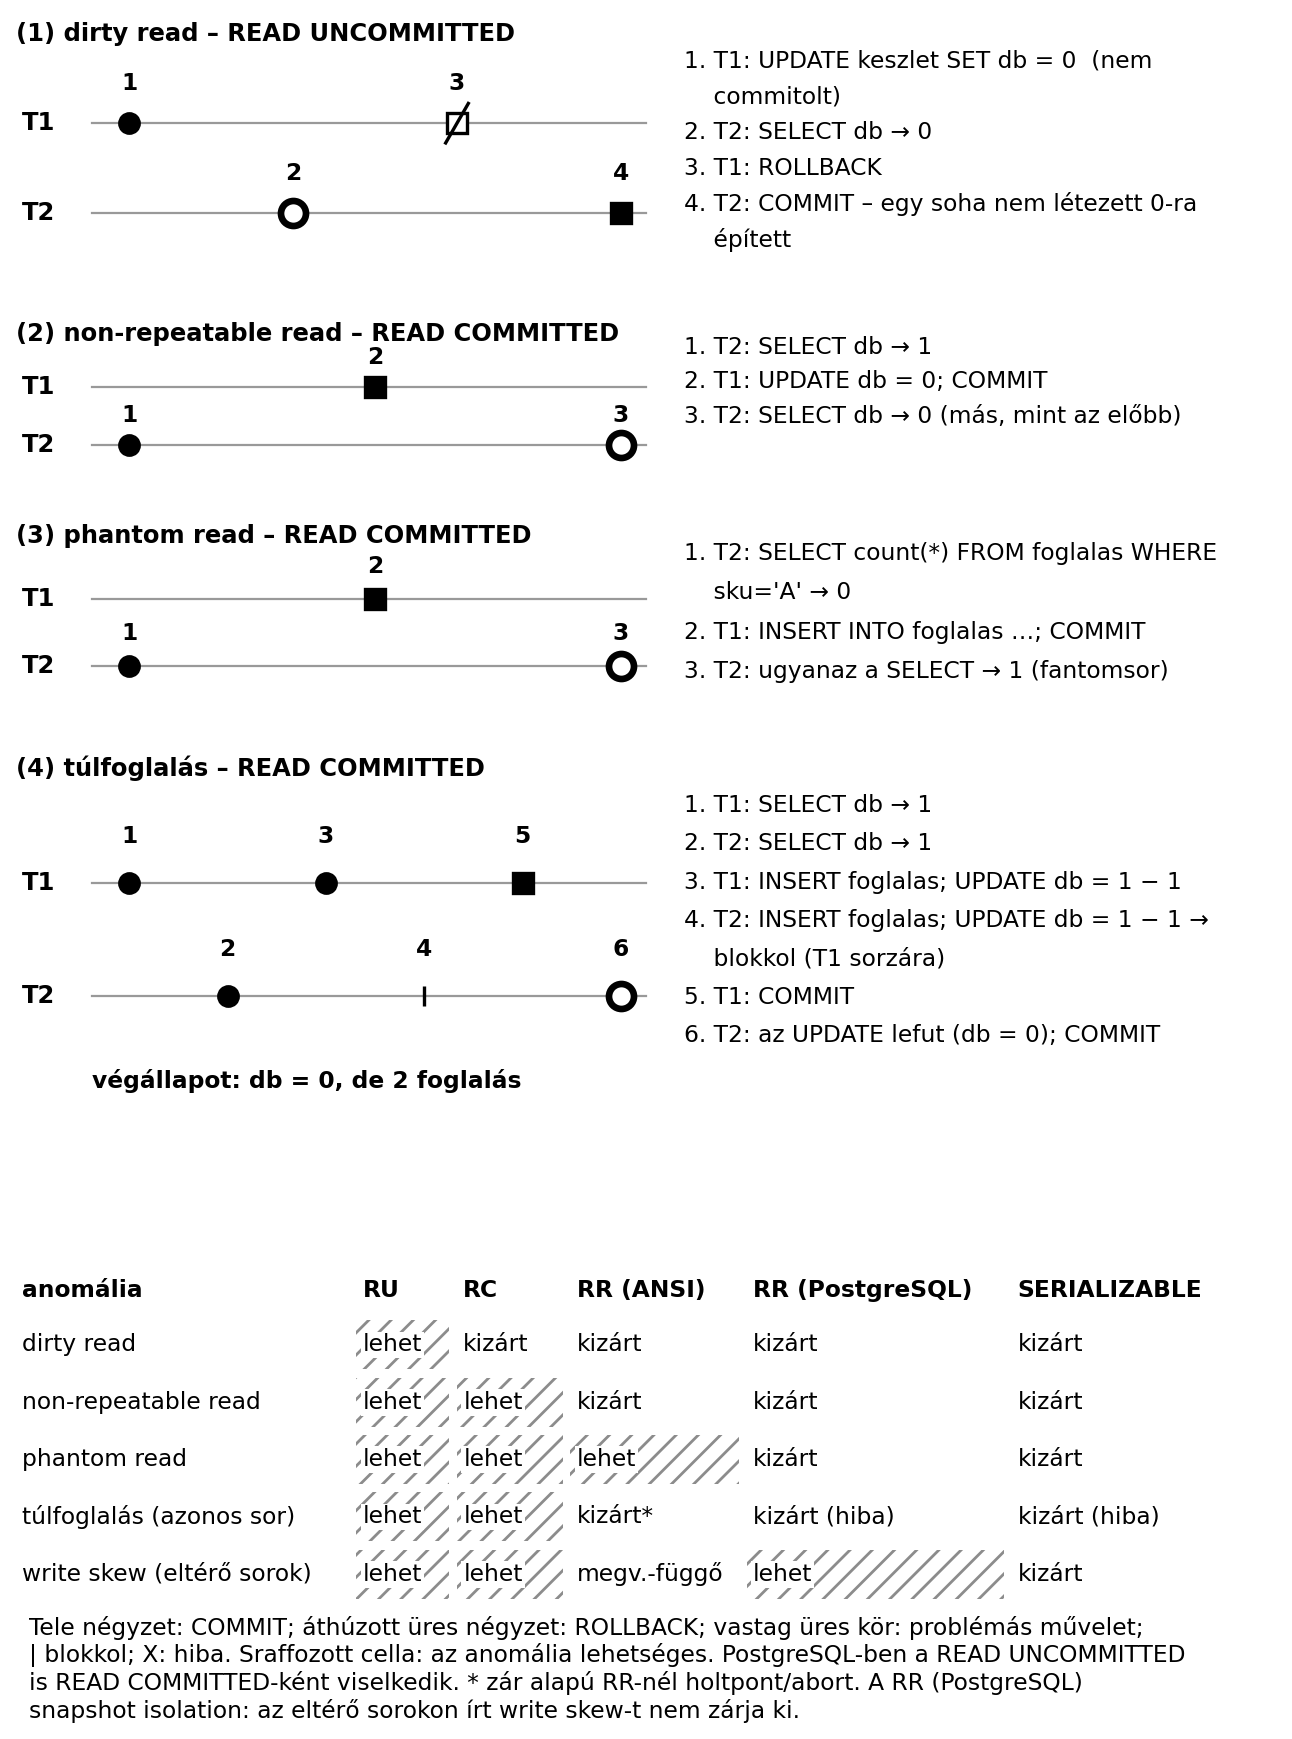 (1) dirty read – READ UNCOMMITTED
1 3
T1
2 4
T2
1. T1: UPDATE keszlet SET db = 0  (nem
commitolt)
2. T2: SELECT db → 0
3. T1: ROLLBACK
4. T2: COMMIT – egy soha nem létezett 0-ra
épített
(2) non-repeatable read – READ COMMITTED
2
T1
1 3
T2
1. T2: SELECT db → 1
2. T1: UPDATE db = 0; COMMIT
3. T2: SELECT db → 0 (más, mint az előbb)
(3) phantom read – READ COMMITTED
2
T1
1 3
T2
1. T2: SELECT count(*) FROM foglalas WHERE
sku='A' → 0
2. T1: INSERT INTO foglalas …; COMMIT
3. T2: ugyanaz a SELECT → 1 (fantomsor)
(4) túlfoglalás – READ COMMITTED
1 3 5
T1
2 4 6
T2
végállapot: db = 0, de 2 foglalás
1. T1: SELECT db → 1
2. T2: SELECT db → 1
3. T1: INSERT foglalas; UPDATE db = 1 − 1
4. T2: INSERT foglalas; UPDATE db = 1 − 1 →
blokkol (T1 sorzára)
5. T1: COMMIT
6. T2: az UPDATE lefut (db = 0); COMMIT
anomália RU RC RR (ANSI) RR (PostgreSQL) SERIALIZABLE
dirty read lehet kizárt kizárt kizárt kizárt
non-repeatable read lehet lehet kizárt kizárt kizárt
phantom read lehet lehet lehet kizárt kizárt
túlfoglalás (azonos sor) lehet lehet kizárt* kizárt (hiba) kizárt (hiba)
write skew (eltérő sorok) lehet lehet megv.-függő lehet kizárt
Tele négyzet: COMMIT; áthúzott üres négyzet: ROLLBACK; vastag üres kör: problémás művelet;
| blokkol; X: hiba. Sraffozott cella: az anomália lehetséges. PostgreSQL-ben a READ UNCOMMITTED
is READ COMMITTED-ként viselkedik. * zár alapú RR-nél holtpont/abort. A RR (PostgreSQL)
snapshot isolation: az eltérő sorokon írt write skew-t nem zárja ki.